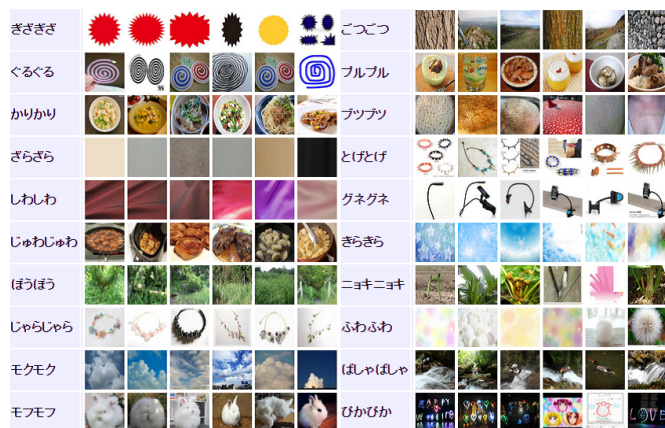 ぎざぎざ
ぐるぐる
かりかり
ざらざら
しわしわ
じゅわじゅわ
ぼうぼう
じゃらじゃら
モクモク
モフモフ
ごつごつ
プルプル
ブツブツ
とげとげ
グネグネ
きらきら
ニョキニョキ
ふわふわ
ばしゃばしゃ
ぴかぴか
LOVE